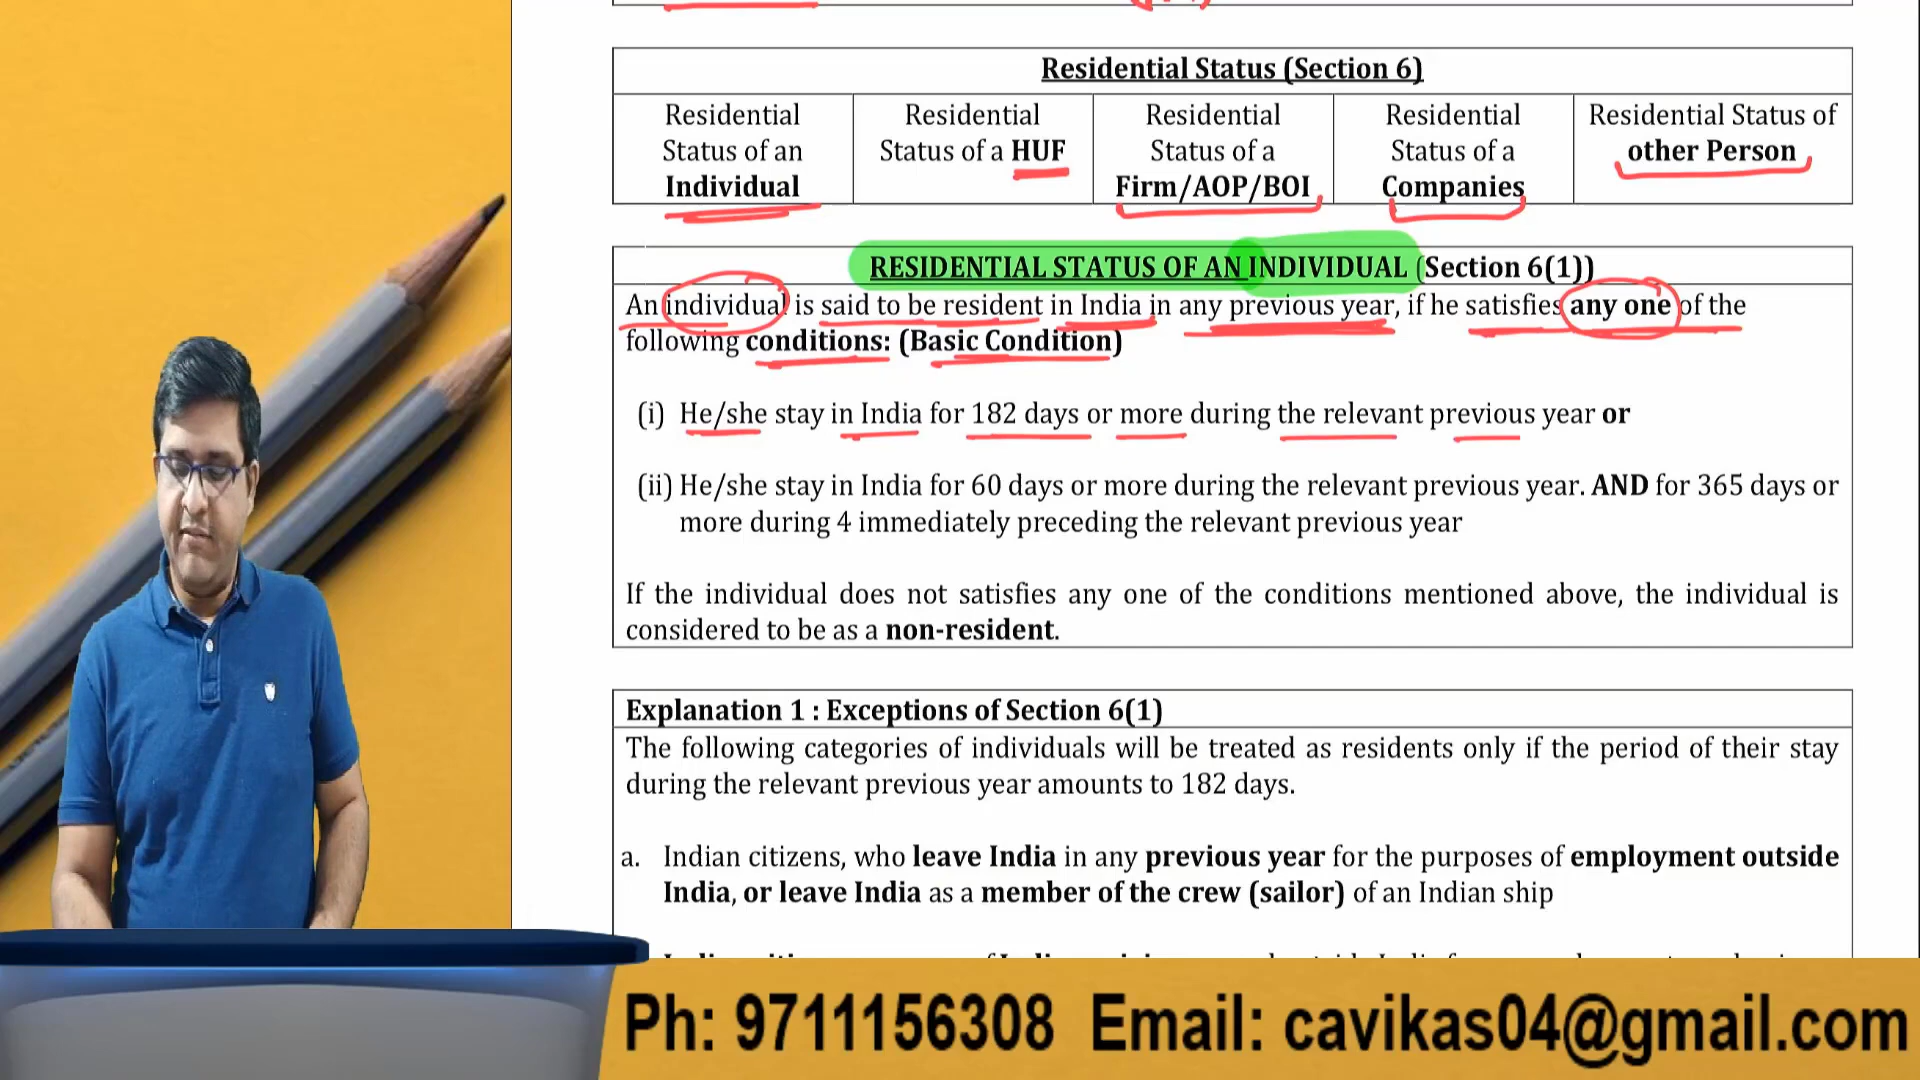 Residential Status (Section 6)
Residential
Status of an
Individual
Residential
Status of a HUF
Residential
Status of a
Firm/AOP/BOI
Residential
Status of a
Companies
Residential Status of
other Person
RESIDENTIAL STATUS OF AN INDIVIDUAL (Section 6(1))
An individual is said to be resident in India in any previous year, if he satisfies any one of the
following conditions: (Basic Condition)
(i) He/she stay in India for 182 days or more during the relevant previous year or
(ii) He/she stay in India for 60 days or more during the relevant previous year. AND for 365 days or
more during 4 immediately preceding the relevant previous year
If the individual does not satisfies any one of the conditions mentioned above, the individual is
considered to be as a non-resident.
Explanation 1 : Exceptions of Section 6(1)
The following categories of individuals will be treated as residents only if the period of their stay
during the relevant previous year amounts to 182 days.
a. Indian citizens, who leave India in any previous year for the purposes of employment outside
India, or leave India as a member of the crew (sailor) of an Indian ship
Ph: 9711156308 Email: cavikas04@gmail.com